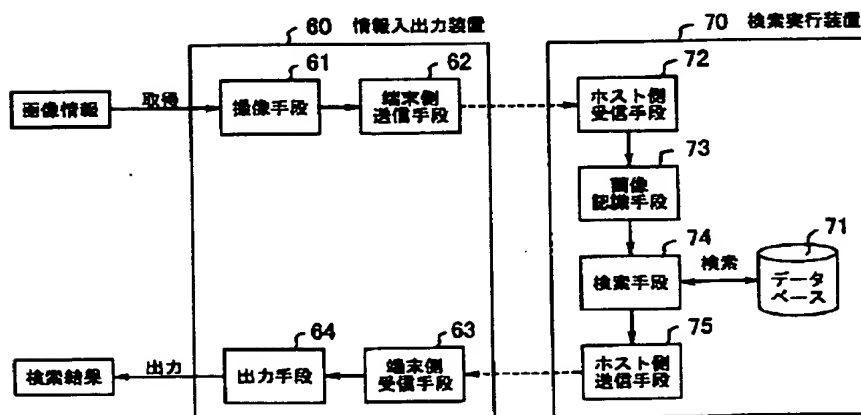 60 情報入出力装置
70 検索実行装置
画像情報
取得
61
撮像手段
62
端末側
送信手段
72
ホスト側
受信手段
73
画像
認識手段
74
検索手段
検索
71
データ
ベース
75
ホスト側
送信手段
63
端末側
受信手段
64
出力手段
出力
検索結果